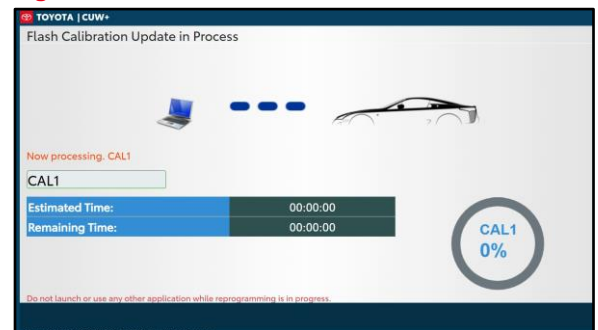 TOYOTA | CUW+
Flash Calibration Update in Process
Now processing. CAL1
CAL1
Estimated Time: 00:00:00
Remaining Time: 00:00:00
CAL1
0%
Do not launch or use any other application while reprogramming is in progress.